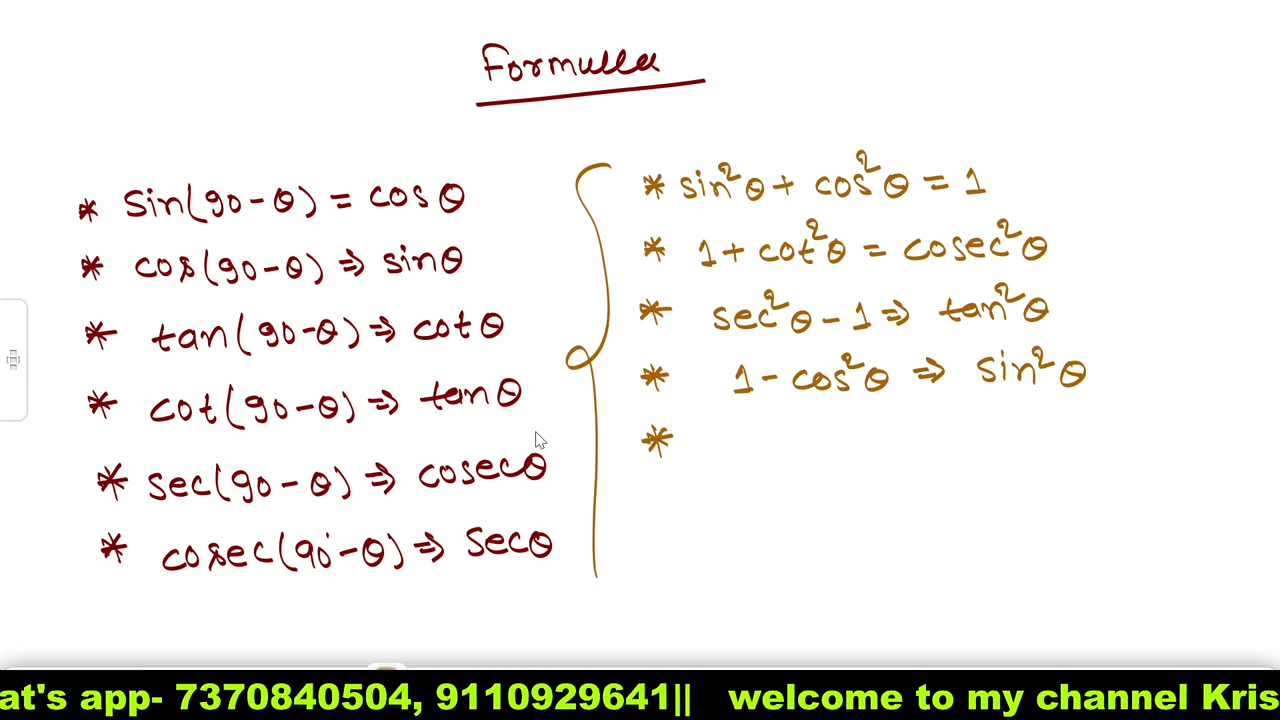 Formulla
* sin(90-θ) = cosθ
* cos(90-θ) ⇒ sinθ
* tan(90-θ) ⇒ cotθ
* cot(90-θ) ⇒ tanθ
* sec(90-θ) ⇒ cosecθ
* cosec(90-θ) ⇒ secθ
* sin²θ + cos²θ = 1
* 1 + cot²θ = cosec²θ
* sec²θ - 1 ⇒ tan²θ
* 1 - cos²θ ⇒ sin²θ
*
at's app- 7370840504, 9110929641|| welcome to my channel Kris